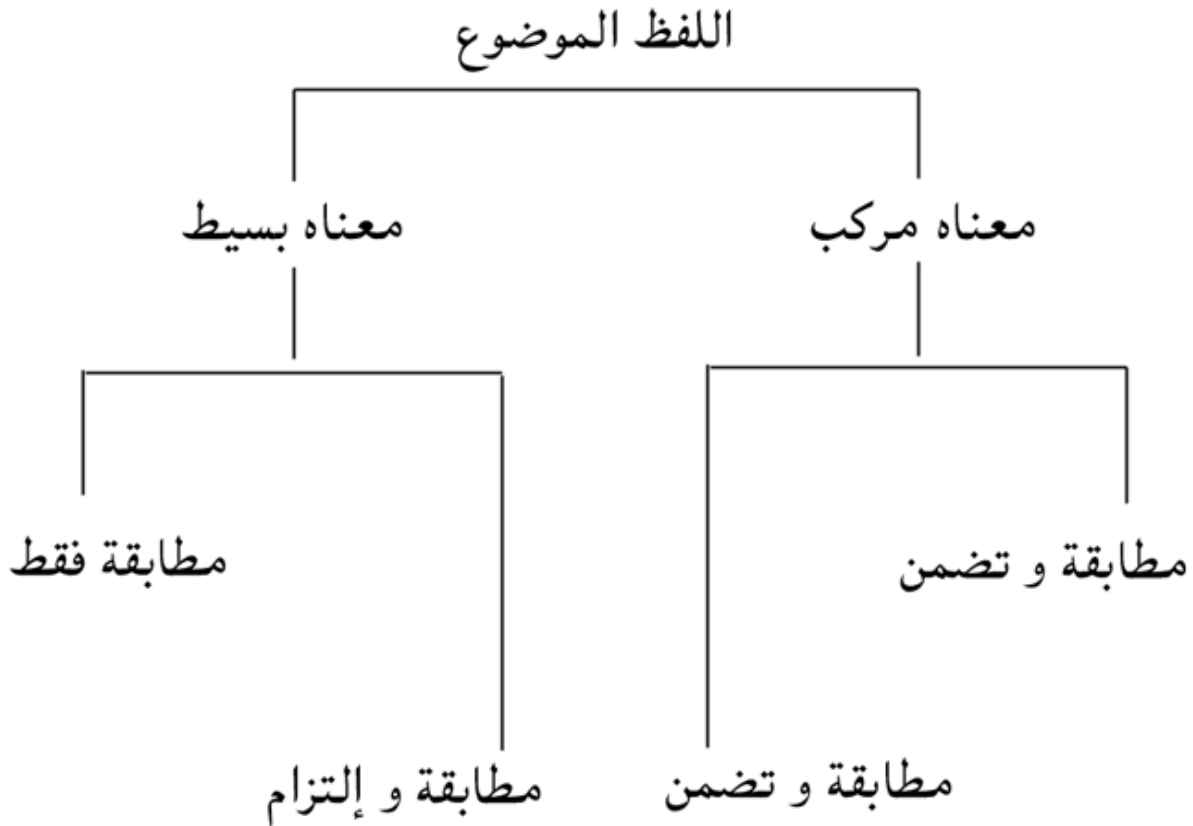 اللفظ الموضوع
معناه مركب
معناه بسيط
مطابقة و تضمن
مطابقة فقط
مطابقة و تضمن
مطابقة و إلتزام